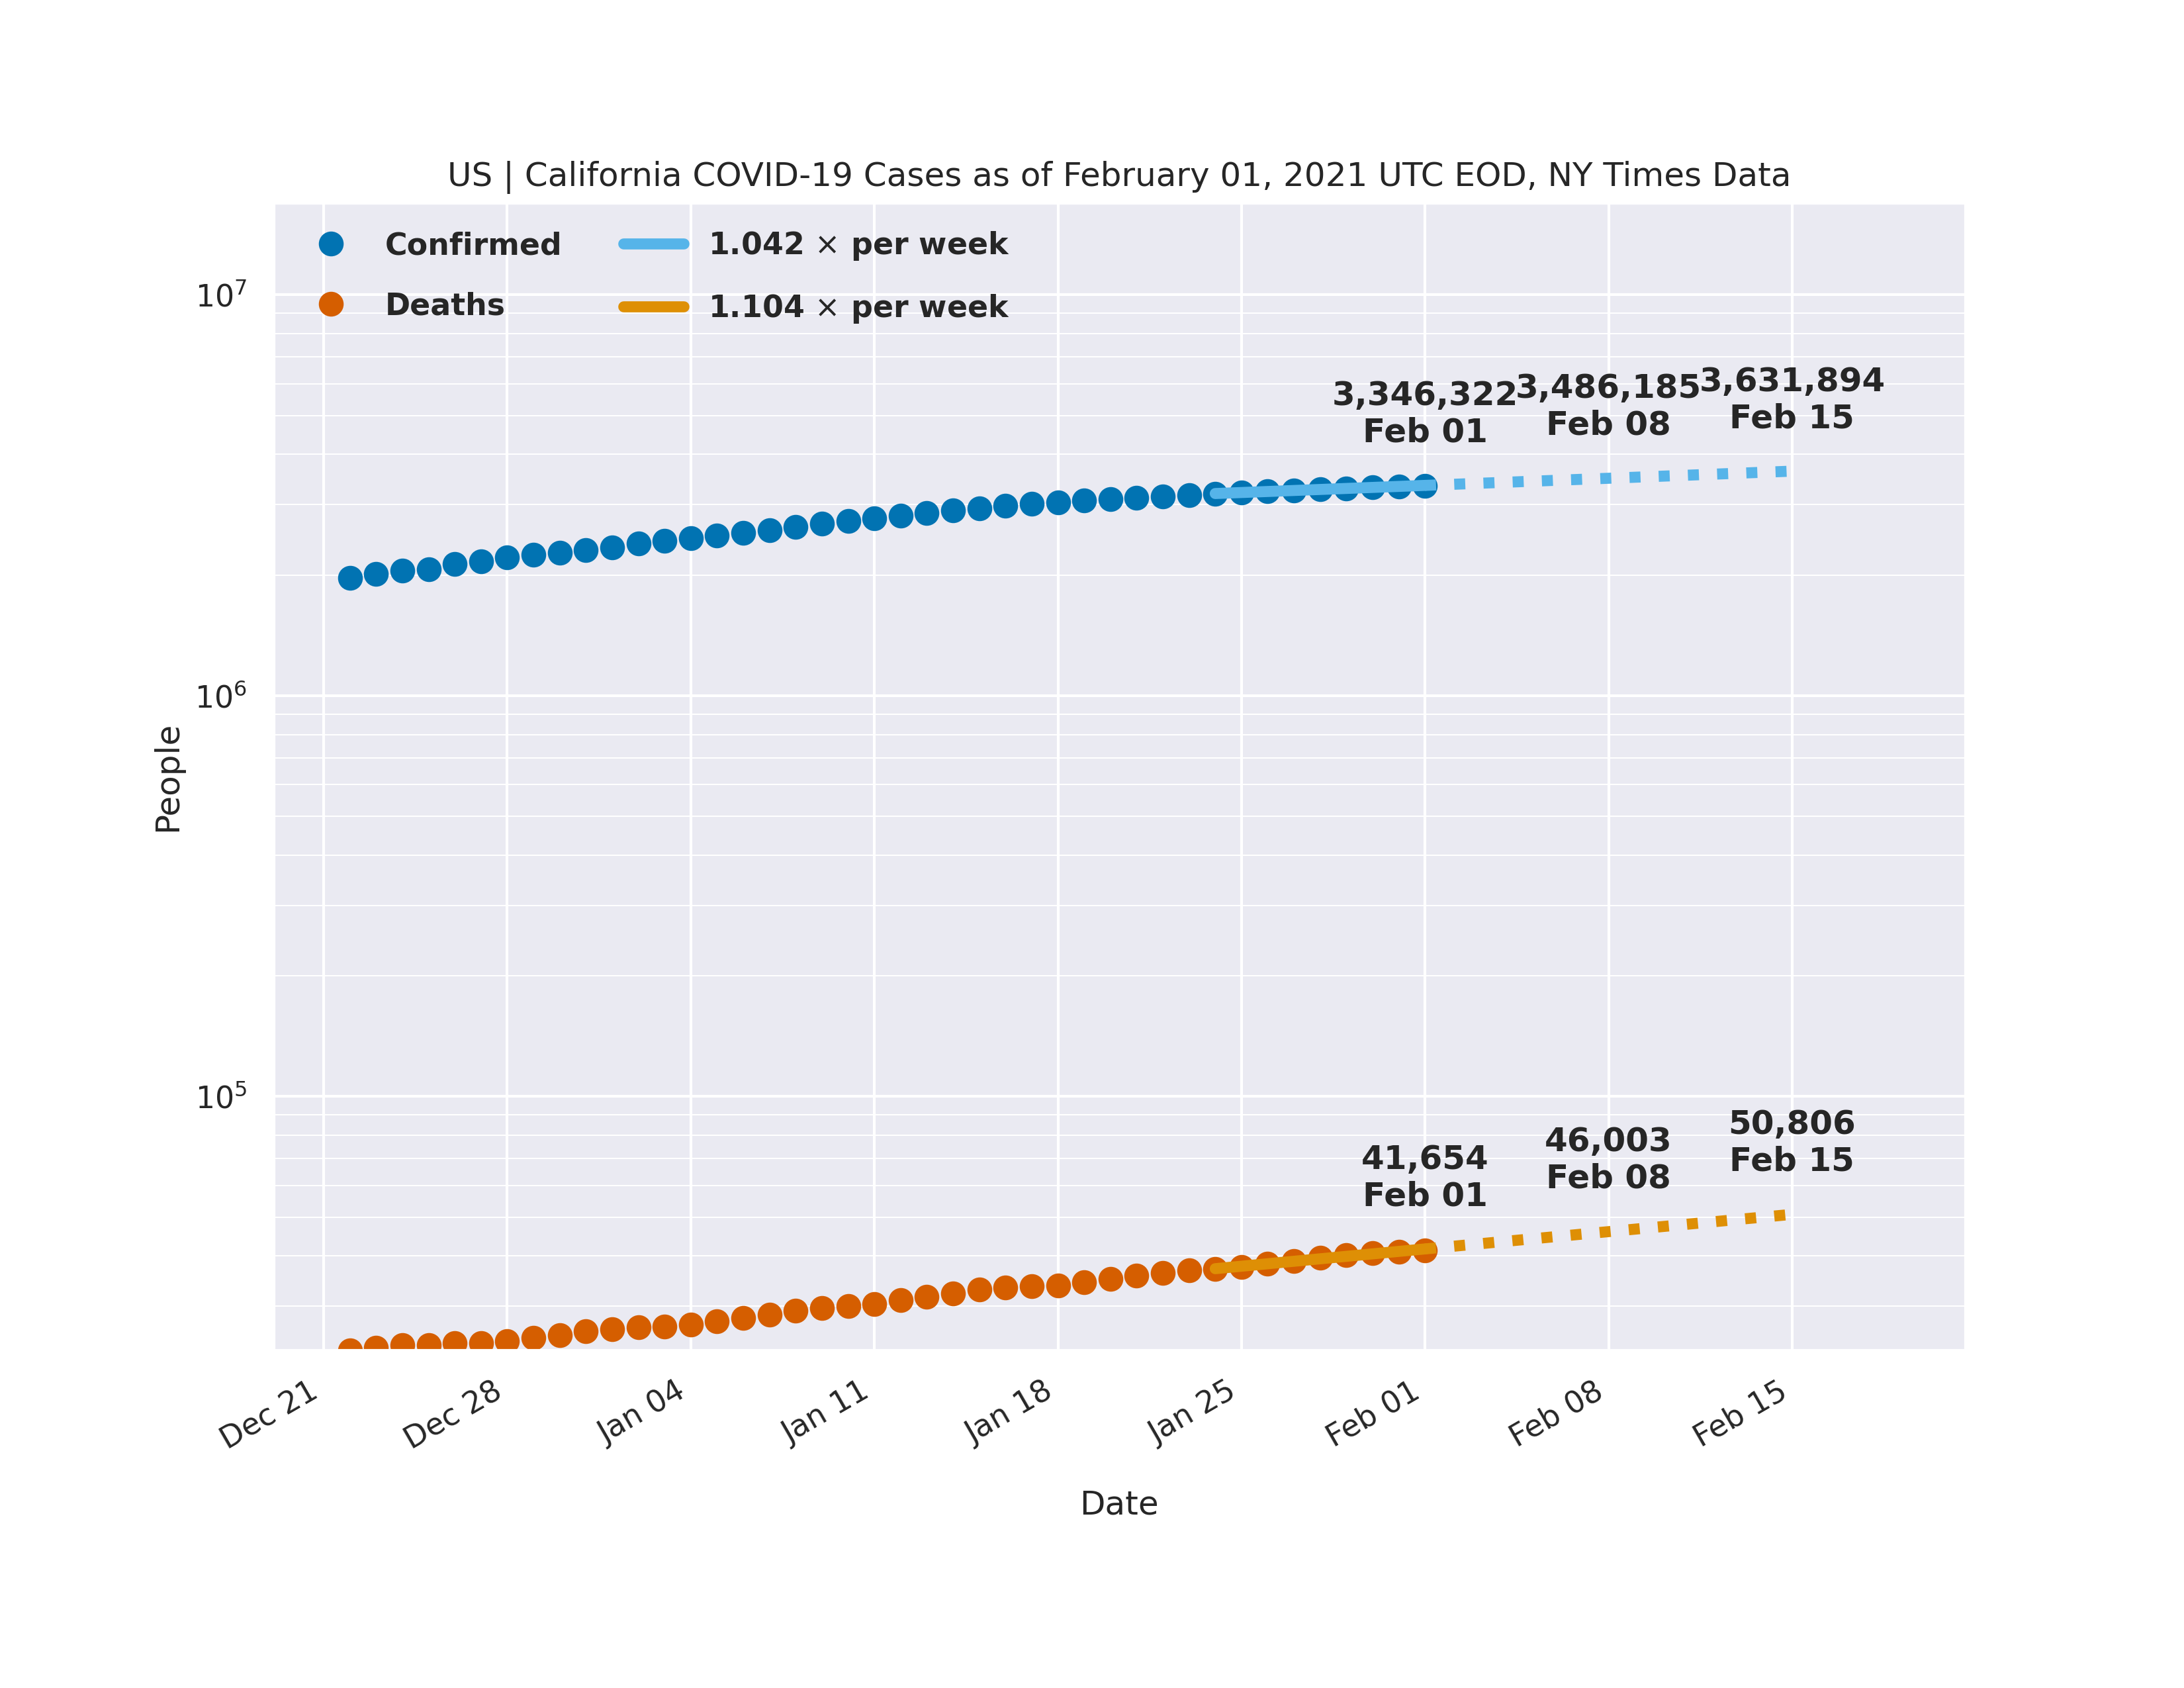 US | California COVID-19 Cases as of February 01, 2021 UTC EOD, NY Times Data
Confirmed
Deaths
1.042 × per week
1.104 × per week
10⁷
10⁶
10⁵
People
3,346,322
Feb 01
3,486,185
Feb 08
3,631,894
Feb 15
41,654
Feb 01
46,003
Feb 08
50,806
Feb 15
Dec 21
Dec 28
Jan 04
Jan 11
Jan 18
Jan 25
Feb 01
Feb 08
Feb 15
Date